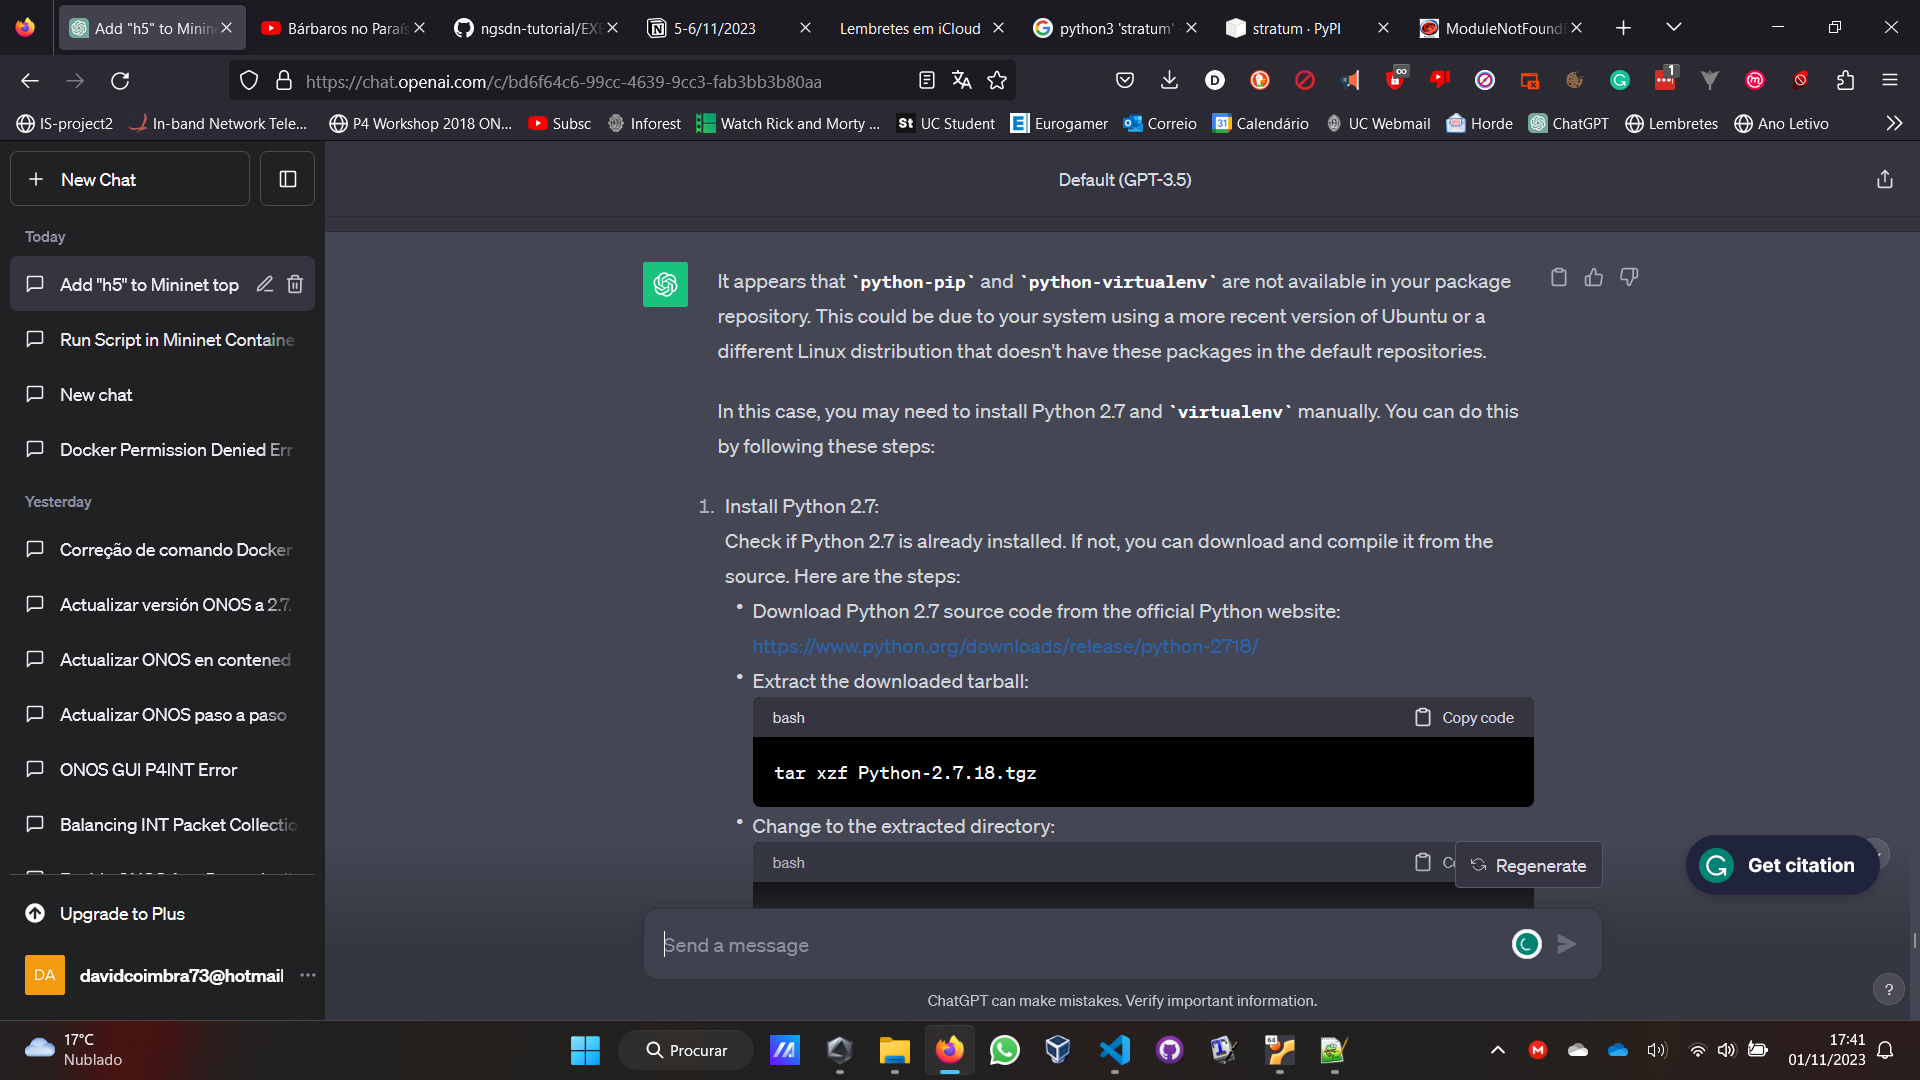 Add "h5" to Minin
Bárbaros no Paraís
ngsdn-tutorial/EXE
5-6/11/2023
Lembretes em iCloud
python3 'stratum'
stratum · PyPI
ModuleNotFound
https://chat.openai.com/c/bd6f64c6-99cc-4639-9cc3-fab3bb3b80aa
IS-project2
In-band Network Tele...
P4 Workshop 2018 ON...
Subsc
Inforest
Watch Rick and Morty ...
UC Student
Eurogamer
Correio
Calendário
UC Webmail
Horde
ChatGPT
Lembretes
Ano Letivo
New Chat
Default (GPT-3.5)
Today
Add "h5" to Mininet top
Run Script in Mininet Containe
New chat
Docker Permission Denied Err
Yesterday
Correção de comando Docker
Actualizar versión ONOS a 2.7.
Actualizar ONOS en contened
Actualizar ONOS paso a paso
ONOS GUI P4INT Error
Balancing INT Packet Collectio
Upgrade to Plus
DA
davidcoimbra73@hotmail
It appears that `python-pip` and `python-virtualenv` are not available in your package
repository. This could be due to your system using a more recent version of Ubuntu or a
different Linux distribution that doesn't have these packages in the default repositories.
In this case, you may need to install Python 2.7 and `virtualenv` manually. You can do this
by following these steps:
1. Install Python 2.7:
Check if Python 2.7 is already installed. If not, you can download and compile it from the
source. Here are the steps:
• Download Python 2.7 source code from the official Python website:
https://www.python.org/downloads/release/python-2718/
• Extract the downloaded tarball:
bash
Copy code
tar xzf Python-2.7.18.tgz
• Change to the extracted directory:
bash
Regenerate
Get citation
Send a message
ChatGPT can make mistakes. Verify important information.
?
17°C
Nublado
Procurar
17:41
01/11/2023